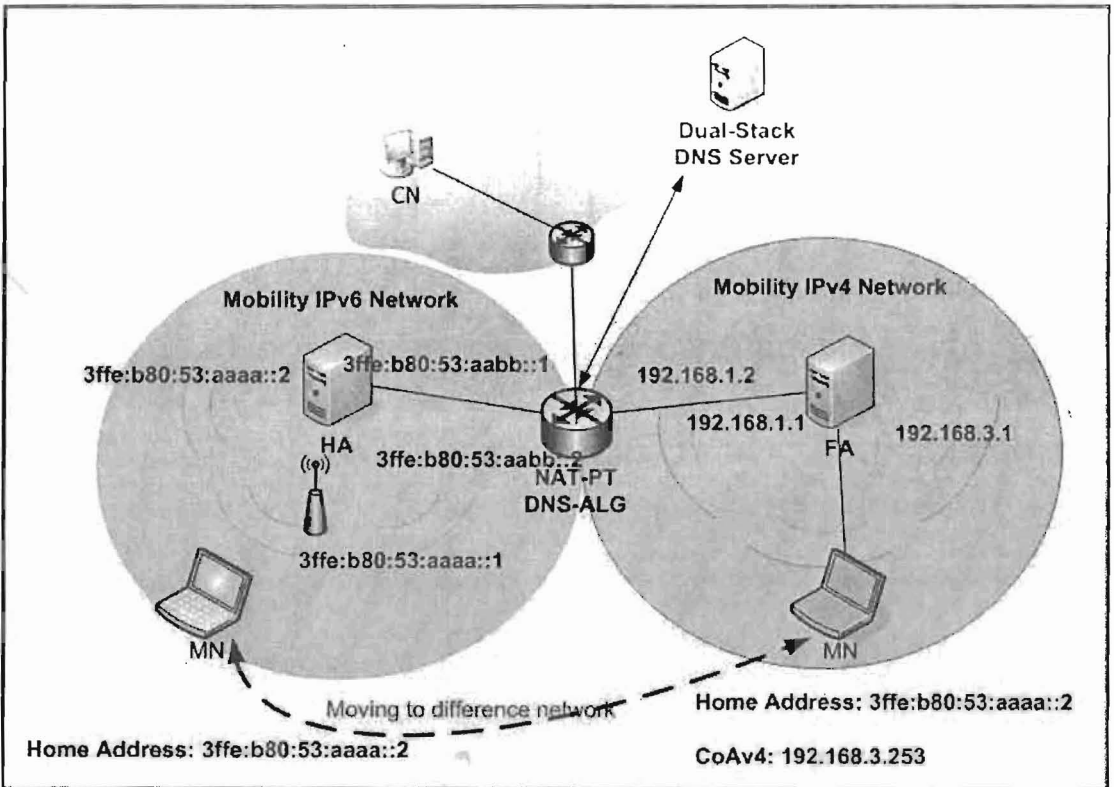 Dual-Stack
DNS Server
CN
Mobility IPv6 Network
Mobility IPv4 Network
3ffe:b80:53:aaaa::2
3ffe:b80:53:aabb::1
192.168.1.2
192.168.1.1
192.168.3.1
HA
FA
3ffe:b80:53:aabb::2
NAT-PT
DNS-ALG
3ffe:b80:53:aaaa::1
MN
MN
Moving to difference network
Home Address: 3ffe:b80:53:aaaa::2
Home Address: 3ffe:b80:53:aaaa::2
CoAv4: 192.168.3.253